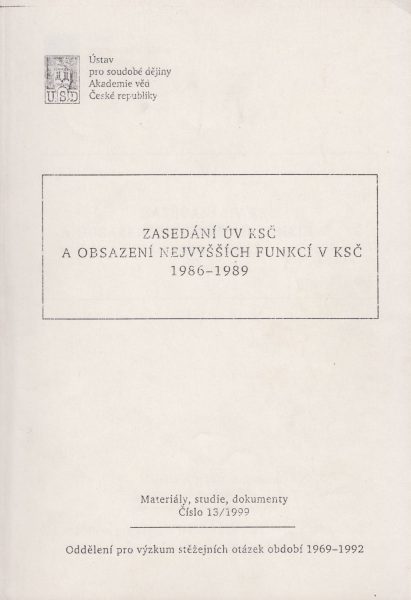 Ústav
pro soudobé dějiny
Akademie věd
České republiky
ÚSD
ZASEDÁNÍ ÚV KSČ
A OBSAZENÍ NEJVYŠŠÍCH FUNKCÍ V KSČ
1986–1989
Materiály, studie, dokumenty
Číslo 13/1999
Oddělení pro výzkum stěžejních otázek období 1969–1992